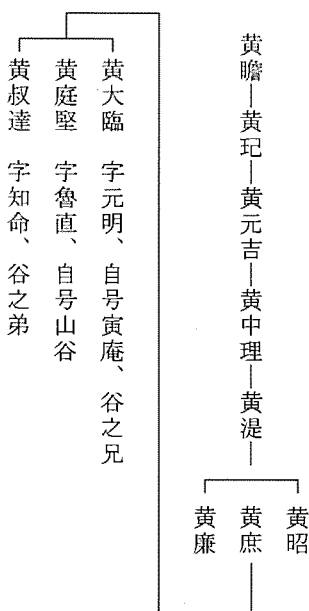 黄瞻—黄玘—黄元吉—黄中理—黄湜—
黄昭
黄庶
黄廉
黄大臨　字元明、自号寅庵、谷之兄
黄庭堅　字魯直、自号山谷
黄叔達　字知命、谷之弟